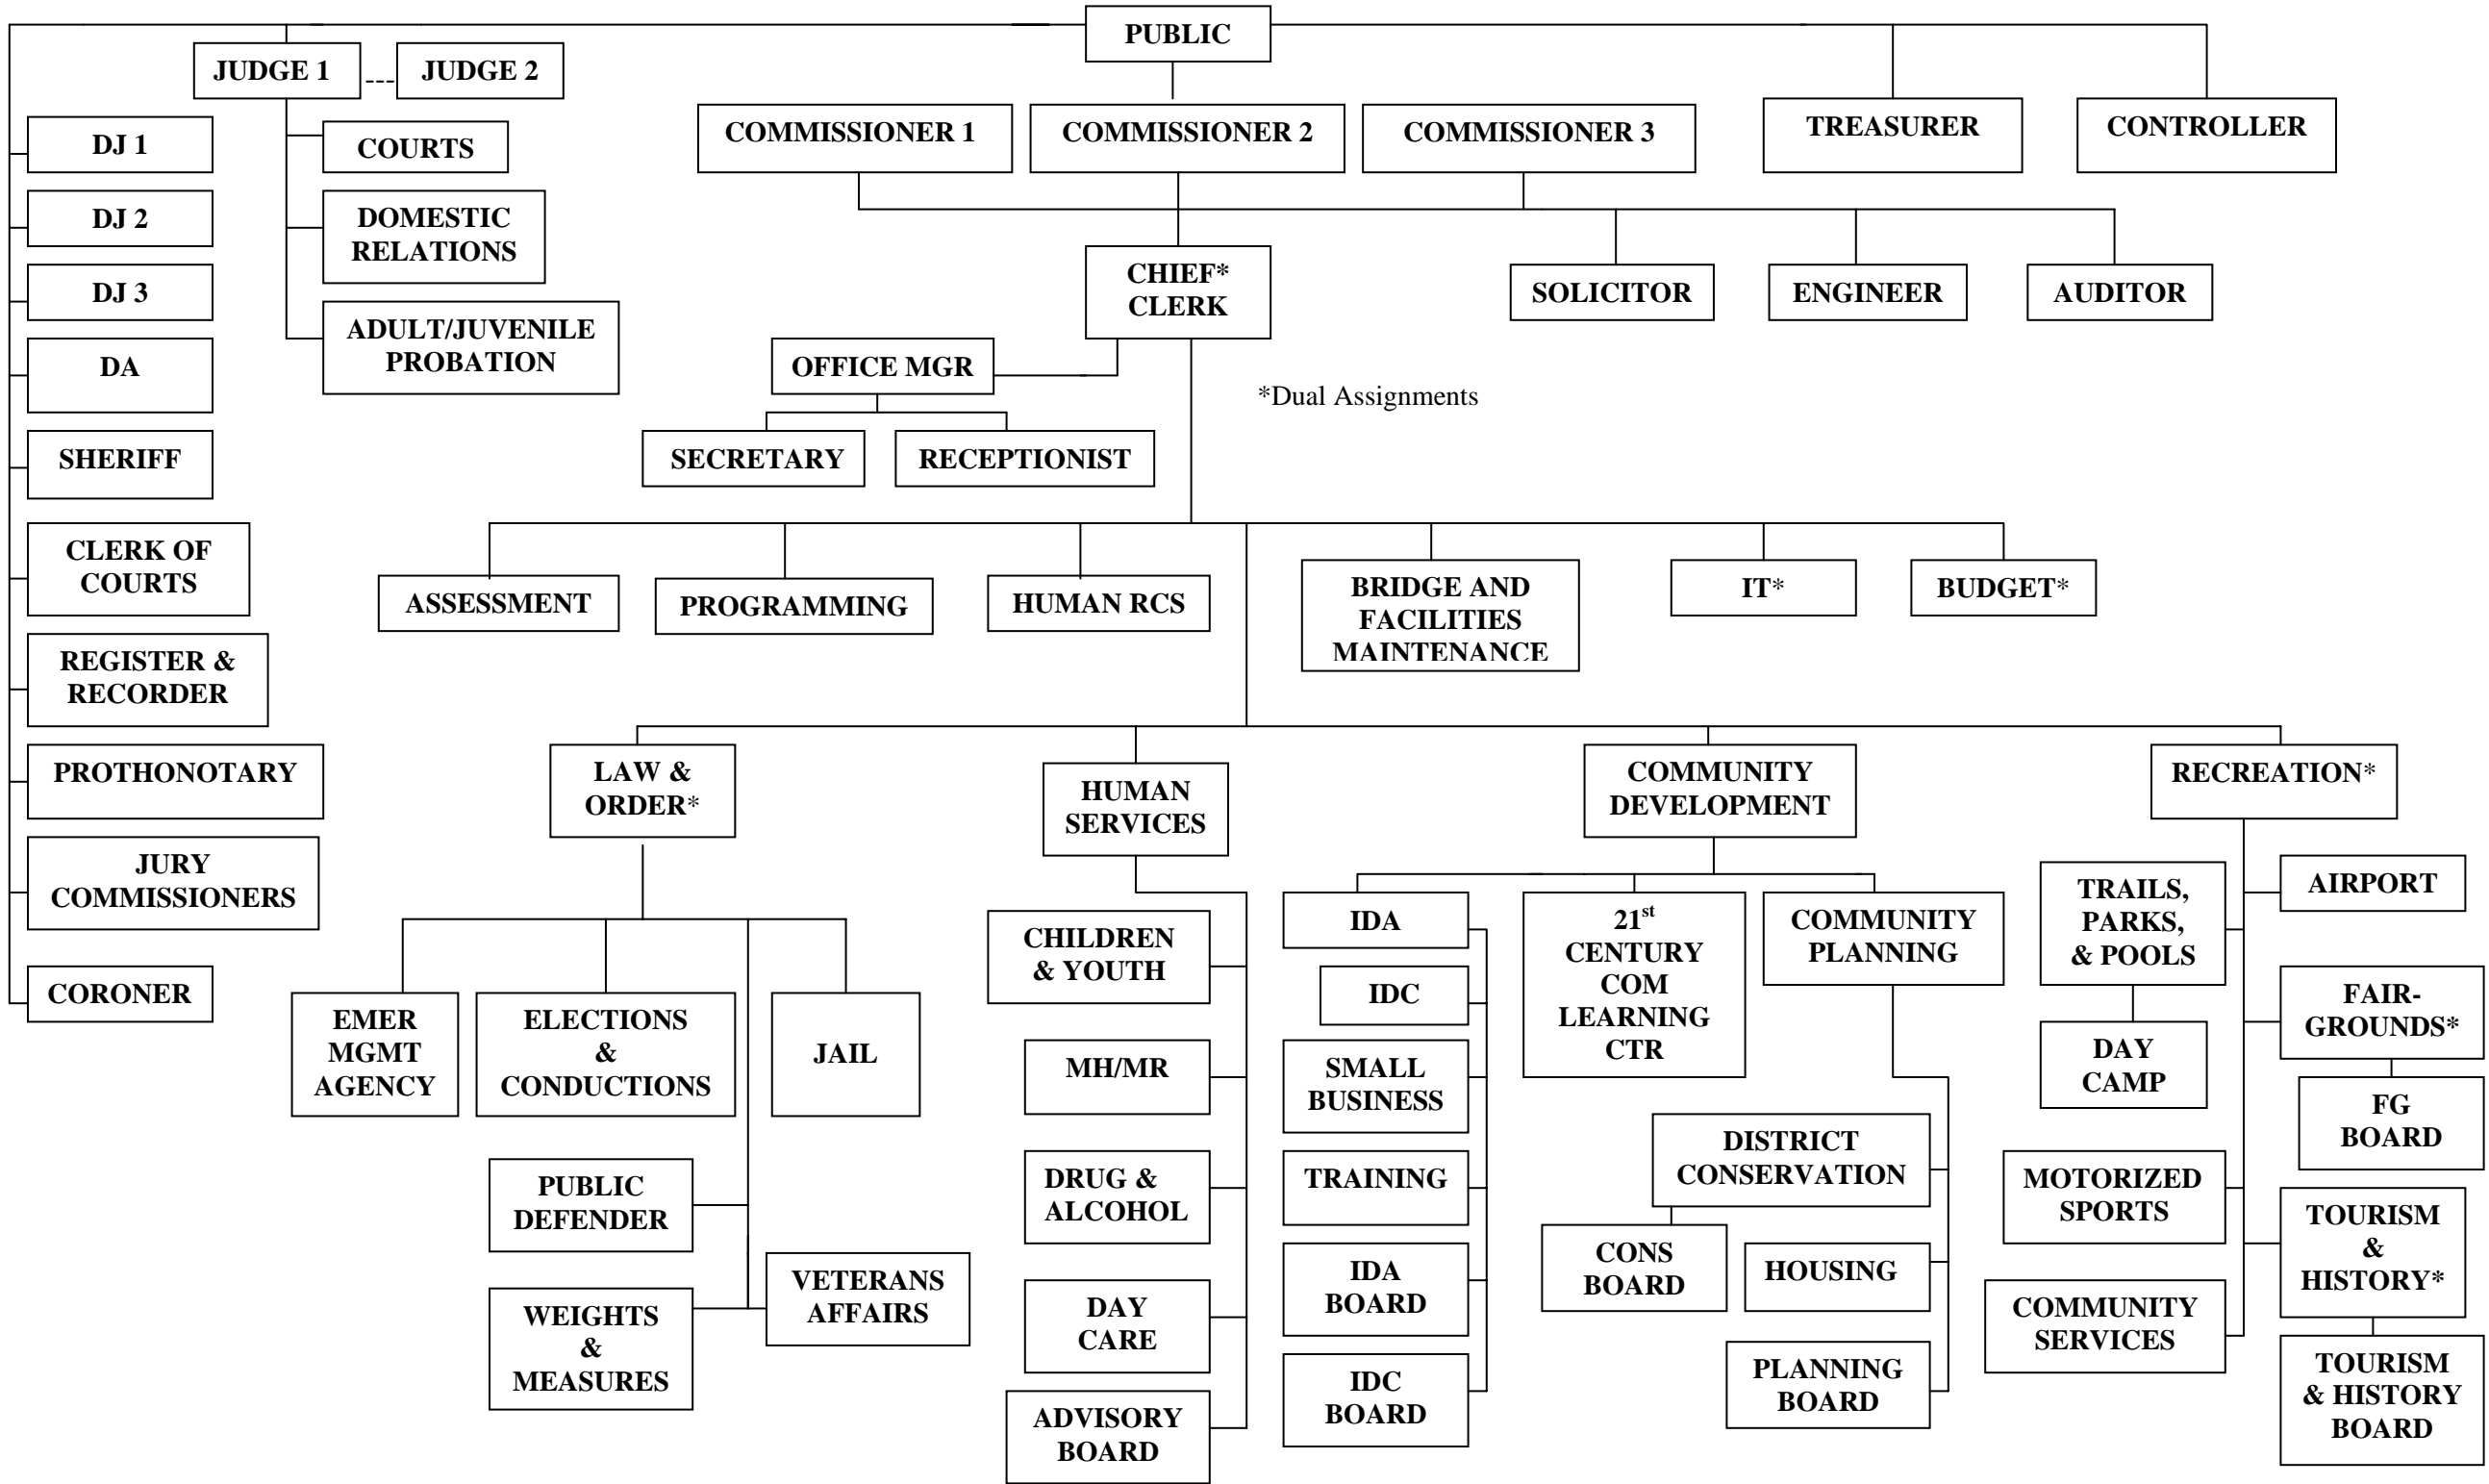 PUBLIC
JUDGE 1
---
JUDGE 2
COMMISSIONER 1
COMMISSIONER 2
COMMISSIONER 3
TREASURER
CONTROLLER
DJ 1
DJ 2
DJ 3
DA
SHERIFF
CLERK OF
COURTS
REGISTER &
RECORDER
PROTHONOTARY
JURY
COMMISSIONERS
CORONER
COURTS
DOMESTIC
RELATIONS
ADULT/JUVENILE
PROBATION
CHIEF*
CLERK
SOLICITOR
ENGINEER
AUDITOR
OFFICE MGR
*Dual Assignments
SECRETARY
RECEPTIONIST
ASSESSMENT
PROGRAMMING
HUMAN RCS
BRIDGE AND
FACILITIES
MAINTENANCE
IT*
BUDGET*
LAW &
ORDER*
HUMAN
SERVICES
COMMUNITY
DEVELOPMENT
RECREATION*
EMER
MGMT
AGENCY
ELECTIONS
&
CONDUCTIONS
JAIL
PUBLIC
DEFENDER
WEIGHTS
&
MEASURES
VETERANS
AFFAIRS
CHILDREN
& YOUTH
MH/MR
DRUG &
ALCOHOL
DAY
CARE
ADVISORY
BOARD
IDA
IDC
SMALL
BUSINESS
TRAINING
IDA
BOARD
IDC
BOARD
21st
CENTURY
COM
LEARNING
CTR
COMMUNITY
PLANNING
DISTRICT
CONSERVATION
CONS
BOARD
HOUSING
PLANNING
BOARD
TRAILS,
PARKS,
& POOLS
DAY
CAMP
MOTORIZED
SPORTS
COMMUNITY
SERVICES
AIRPORT
FAIR-
GROUNDS*
FG
BOARD
TOURISM
&
HISTORY*
TOURISM
& HISTORY
BOARD